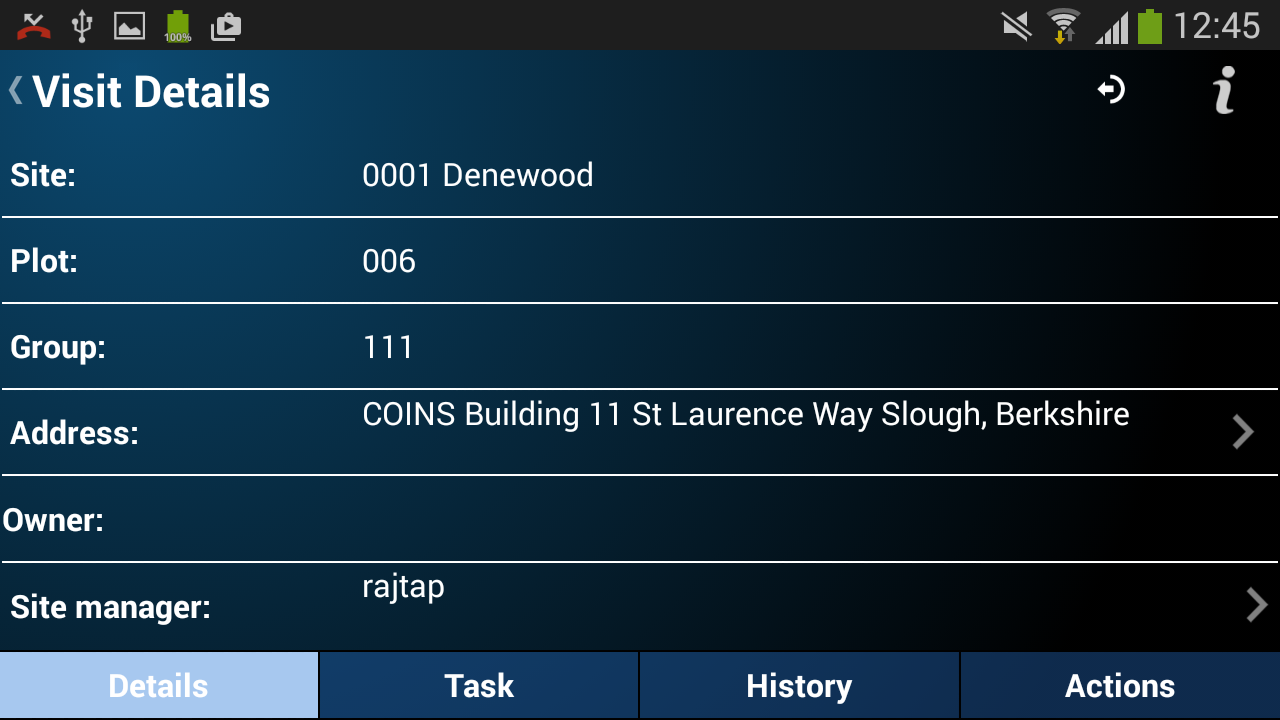 100%
12:45
Visit Details
Site: 0001 Denewood
Plot: 006
Group: 111
Address: COINS Building 11 St Laurence Way Slough, Berkshire
Owner:
Site manager: rajtap
Details Task History Actions